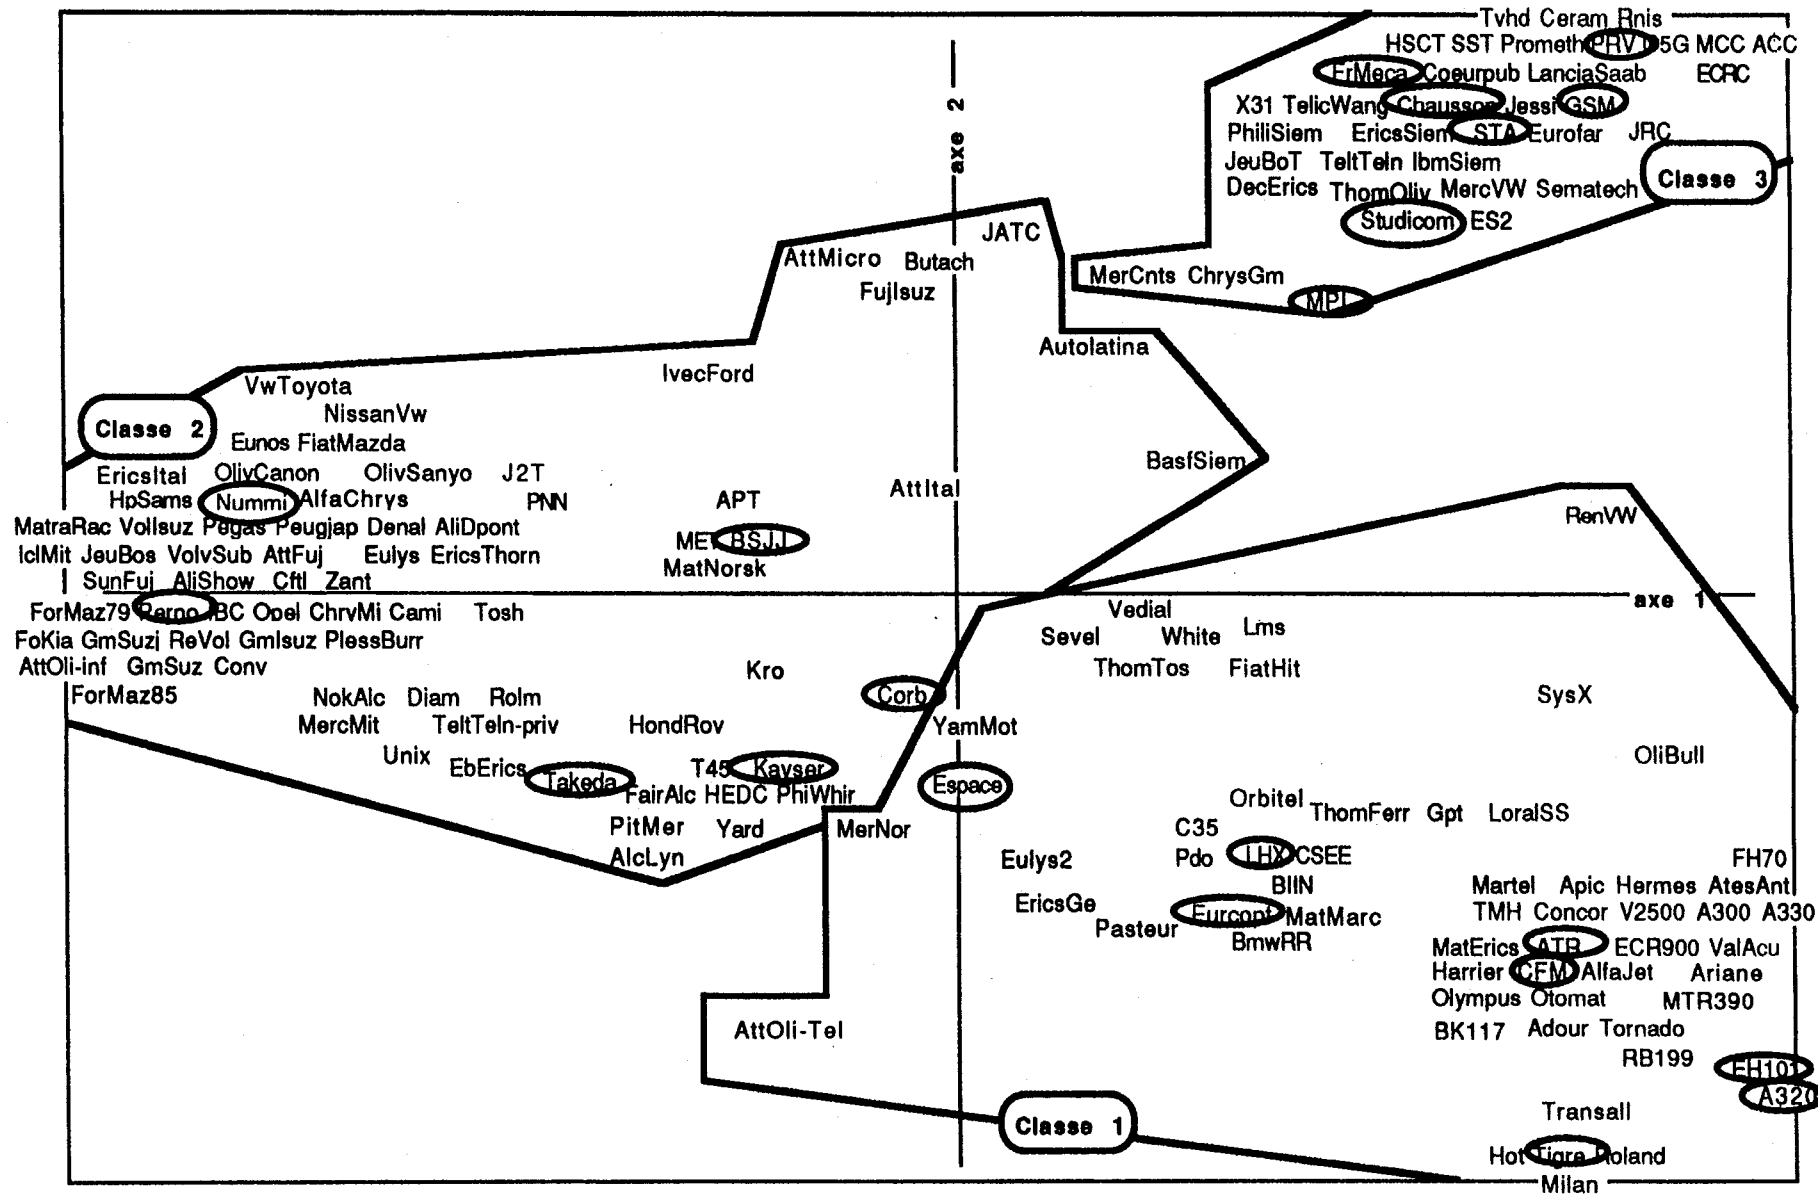 Tvhd Ceram Rnis
HSCT SST Prometh PRV 05G MCC ACC
FrMeca Coeurpub LanciaSaab ECRC
axe 2
X31 TelicWang Chausson Jessi GSM
PhiliSiem EricsSiem STA Eurofar JRC
JeuBoT TeltTeln IbmSiem
Classe 3
DecErics ThomOliv MercVW Sematech
Studicom ES2
JATC
AttMicro Butach
MerCnts ChrysGm
FujIsuz
MPI
Autolatina
IvecFord
VwToyota
NissanVw
Classe 2
Eunos FiatMazda
BasfSiem
EricsItal OlivCanon OlivSanyo J2T
AttItal
HpSams Nummi AlfaChrys PNN APT
RenVW
MatraRac VolIsuz Pegas Peugjap Denal AliDpont
MEV BSJJ
IclMit JeuBos VolvSub AttFuj Eulys EricsThorn
MatNorsk
SunFuj AliShow Cftl Zant
axe 1
ForMaz79 Perno IBC Opel ChrvMi Cami Tosh
Vedial
Sevel White Lms
FoKia GmSuzj ReVol GmIsuz PlessBurr
AttOli-inf GmSuz Conv
Kro
ThomTos FiatHit
ForMaz85
NokAlc Diam Rolm
Corb
SysX
MercMit TeltTeln-priv HondRov
YamMot
Unix
OliBull
EbErics Takeda T45 Kayser
Espace
FairAlc HEDC PhiWhir
Orbitel ThomFerr Gpt LoralSS
PitMer Yard MerNor
C35
AlcLyn
Eulys2 Pdo LHX CSEE
FH70
BIIN
Martel Apic Hermes AtesAnt
EricsGe Eurcopt MatMarc
TMH Concor V2500 A300 A330
Pasteur BmwRR
MatErics ATR ECR900 ValAcu
Harrier CFM AlfaJet Ariane
Olympus Otomat MTR390
AttOli-Tel
BK117 Adour Tornado
RB199
EH101
A320
Classe 1
Transall
Hot Tigre Roland
Milan